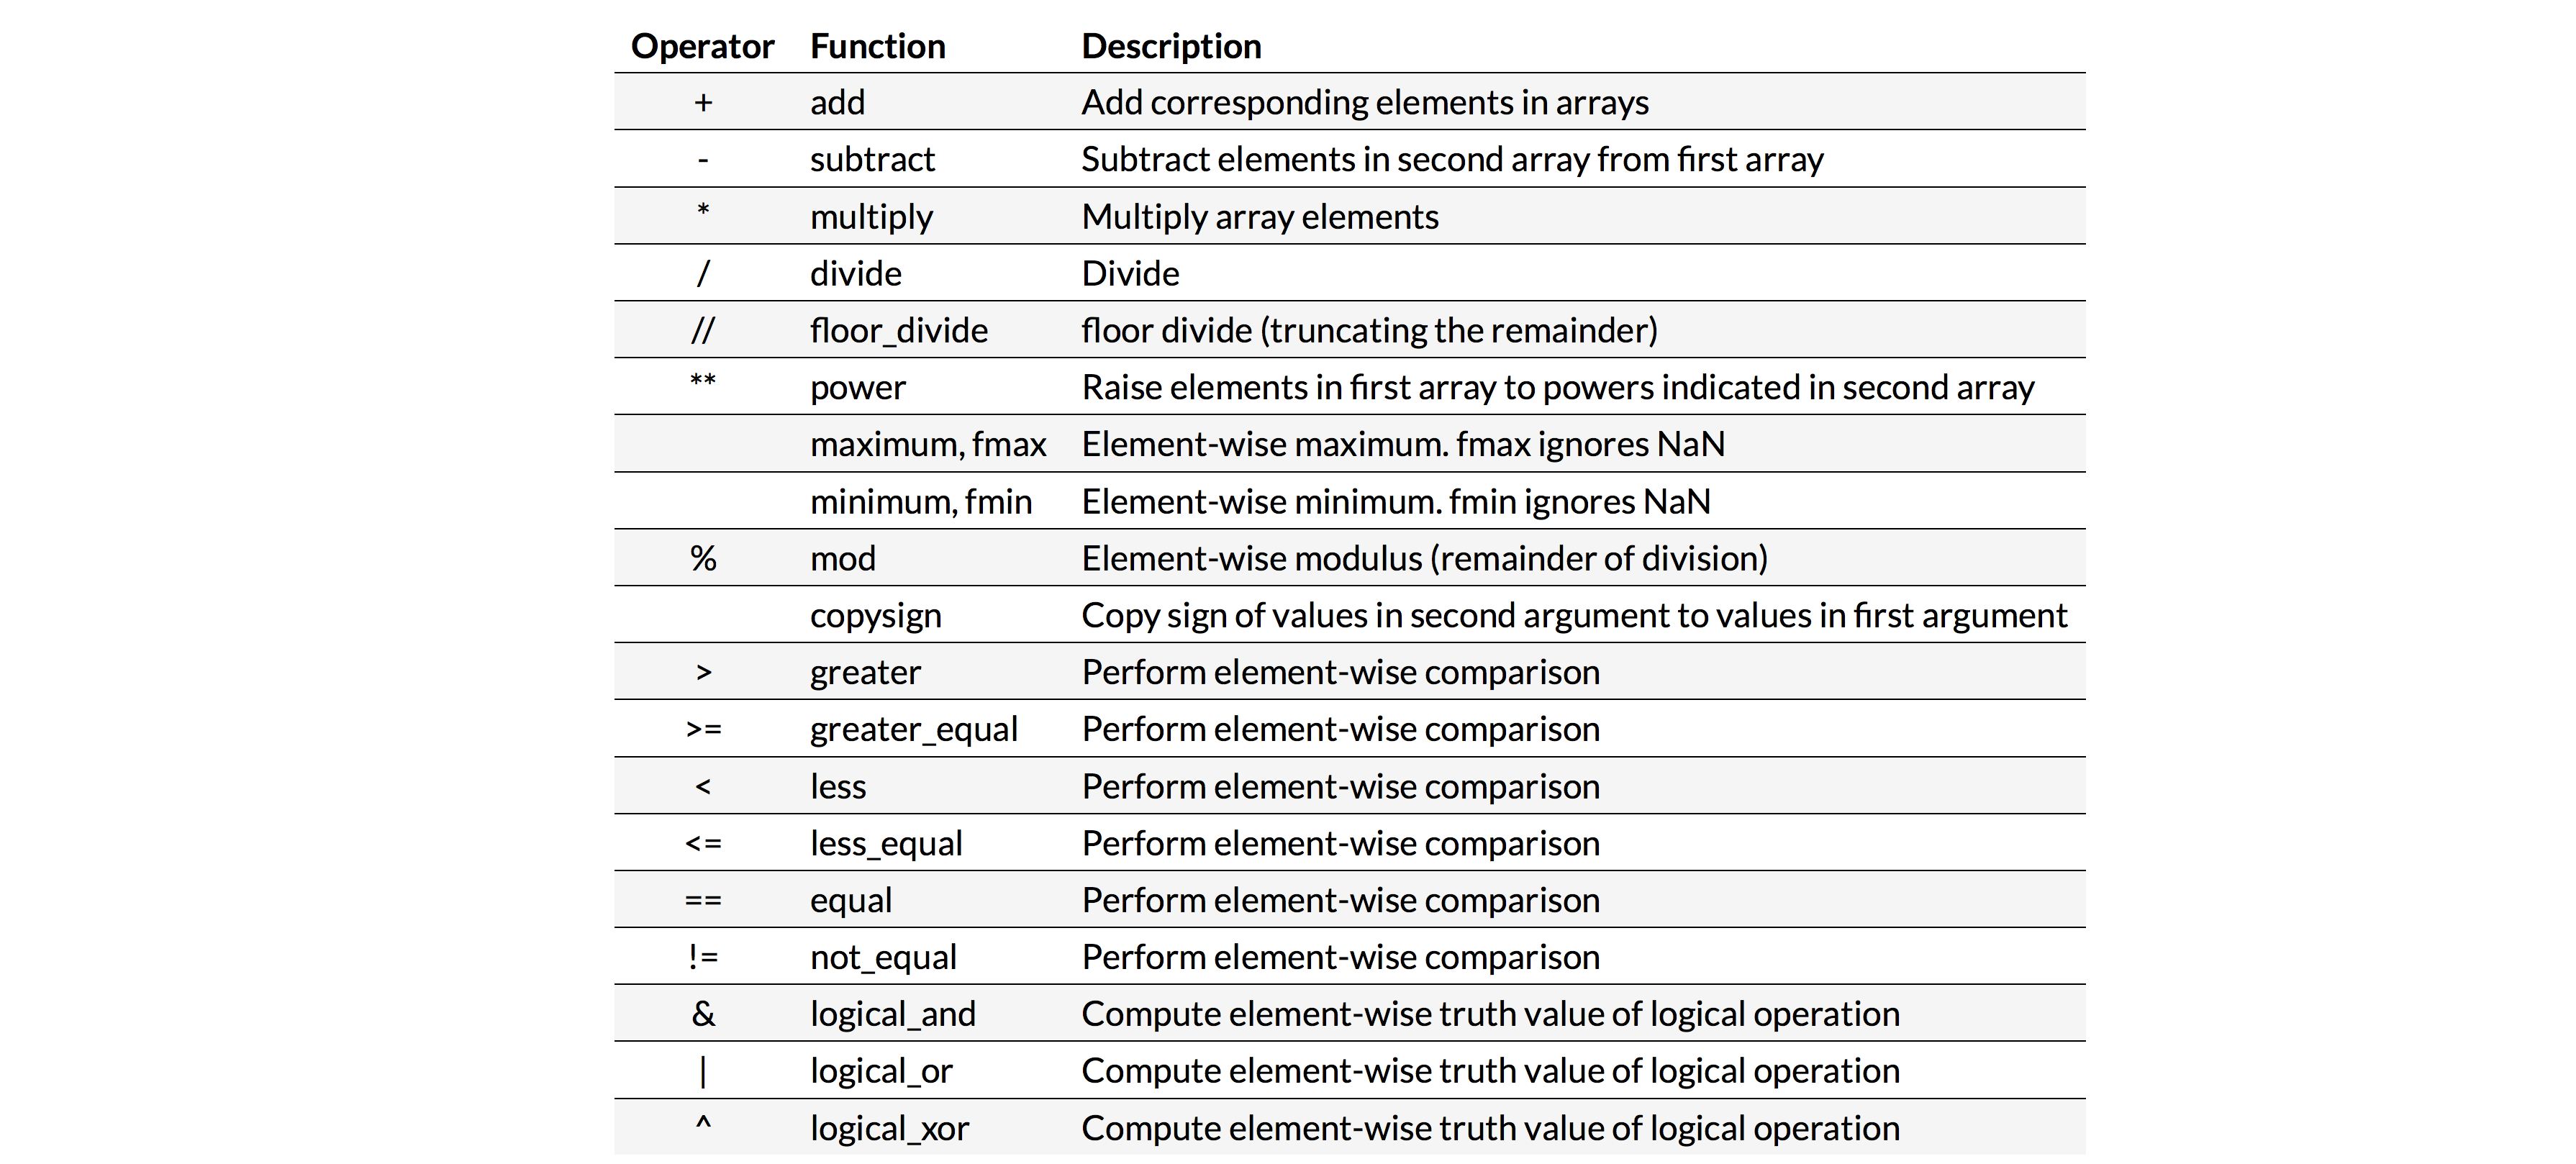 Operator Function Description
+ add Add corresponding elements in arrays
- subtract Subtract elements in second array from first array
* multiply Multiply array elements
/ divide Divide
// floor_divide floor divide (truncating the remainder)
** power Raise elements in first array to powers indicated in second array
maximum, fmax Element-wise maximum. fmax ignores NaN
minimum, fmin Element-wise minimum. fmin ignores NaN
% mod Element-wise modulus (remainder of division)
copysign Copy sign of values in second argument to values in first argument
> greater Perform element-wise comparison
>= greater_equal Perform element-wise comparison
< less Perform element-wise comparison
<= less_equal Perform element-wise comparison
== equal Perform element-wise comparison
!= not_equal Perform element-wise comparison
& logical_and Compute element-wise truth value of logical operation
| logical_or Compute element-wise truth value of logical operation
^ logical_xor Compute element-wise truth value of logical operation